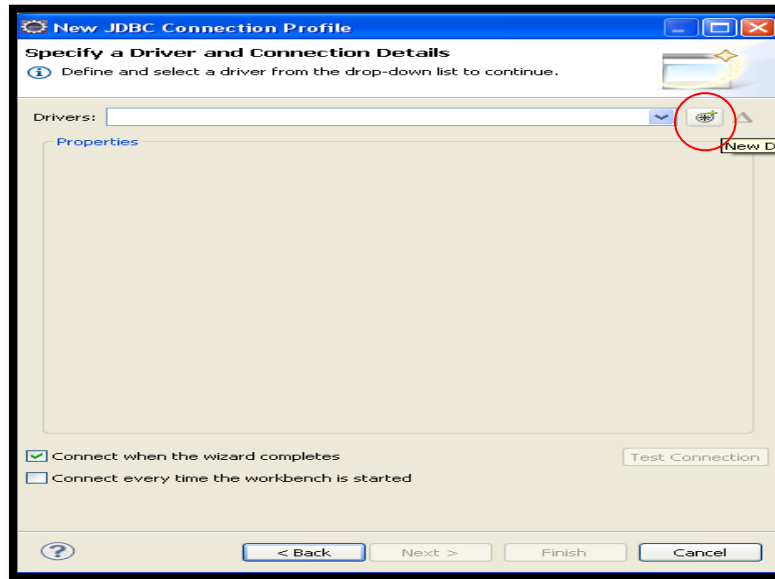 New JDBC Connection Profile
Specify a Driver and Connection Details
Define and select a driver from the drop-down list to continue.
Drivers:
New D
Properties
Connect when the wizard completes
Test Connection
Connect every time the workbench is started
< Back
Next >
Finish
Cancel